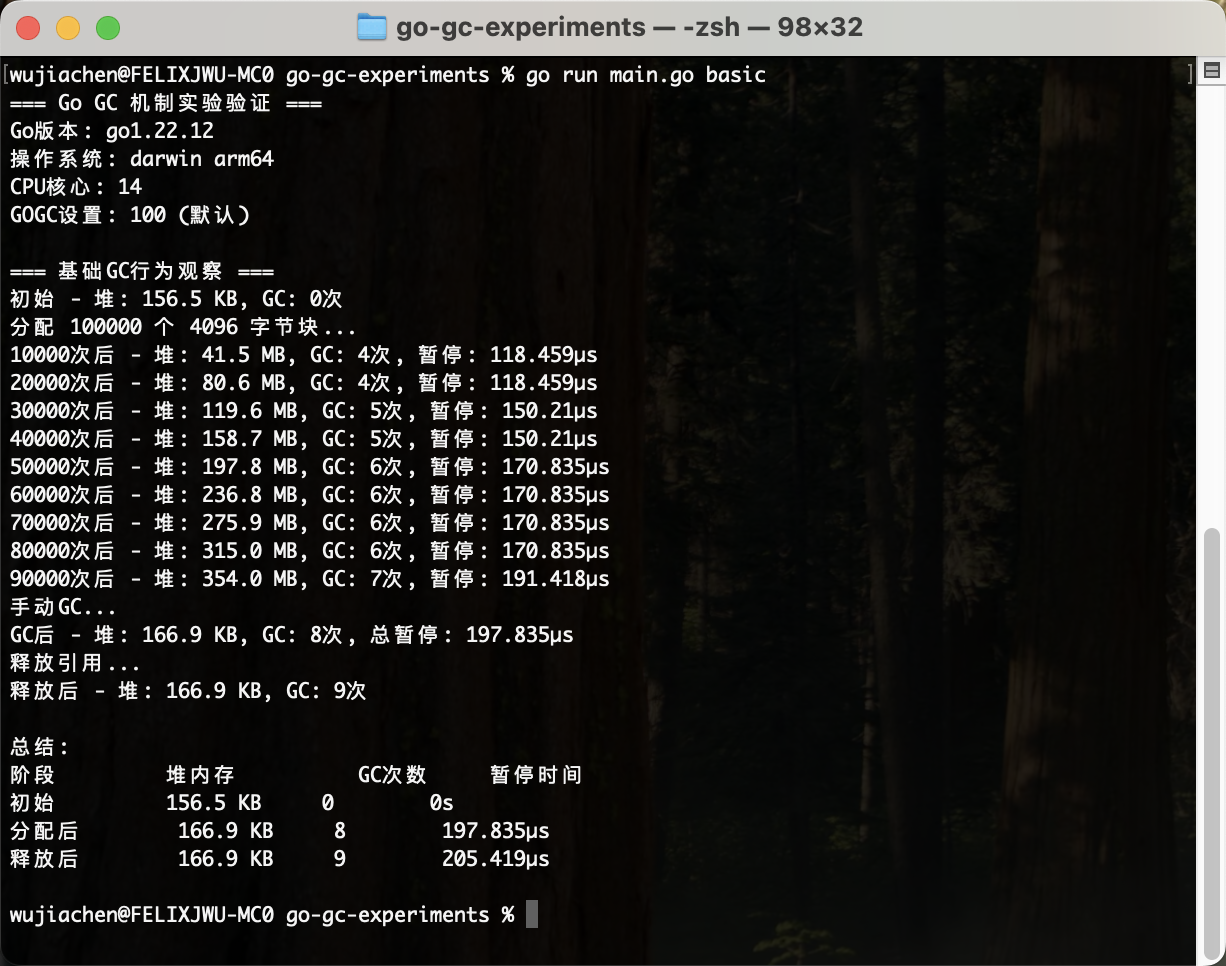 go-gc-experiments — -zsh — 98×32
[wujiachen@FELIXJWU-MC0 go-gc-experiments % go run main.go basic ]
=== Go GC 机制实验验证 ===
Go版本: go1.22.12
操作系统: darwin arm64
CPU核心: 14
GOGC设置: 100 (默认)
=== 基础GC行为观察 ===
初始 - 堆: 156.5 KB, GC: 0次
分配 100000 个 4096 字节块...
10000次后 - 堆: 41.5 MB, GC: 4次, 暂停: 118.459µs
20000次后 - 堆: 80.6 MB, GC: 4次, 暂停: 118.459µs
30000次后 - 堆: 119.6 MB, GC: 5次, 暂停: 150.21µs
40000次后 - 堆: 158.7 MB, GC: 5次, 暂停: 150.21µs
50000次后 - 堆: 197.8 MB, GC: 6次, 暂停: 170.835µs
60000次后 - 堆: 236.8 MB, GC: 6次, 暂停: 170.835µs
70000次后 - 堆: 275.9 MB, GC: 6次, 暂停: 170.835µs
80000次后 - 堆: 315.0 MB, GC: 6次, 暂停: 170.835µs
90000次后 - 堆: 354.0 MB, GC: 7次, 暂停: 191.418µs
手动GC...
GC后 - 堆: 166.9 KB, GC: 8次, 总暂停: 197.835µs
释放引用...
释放后 - 堆: 166.9 KB, GC: 9次
总结:
阶段 堆内存 GC次数 暂停时间
初始 156.5 KB 0 0s
分配后 166.9 KB 8 197.835µs
释放后 166.9 KB 9 205.419µs
wujiachen@FELIXJWU-MC0 go-gc-experiments %